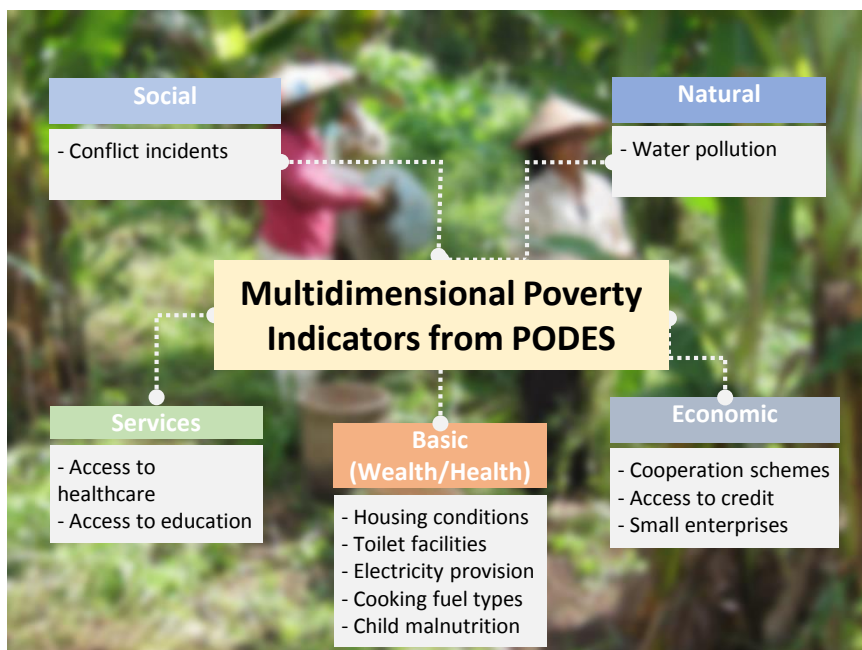 Social
- Conflict incidents
Natural
- Water pollution
Multidimensional Poverty
Indicators from PODES
Services
- Access to
healthcare
- Access to education
Basic
(Wealth/Health)
- Housing conditions
- Toilet facilities
- Electricity provision
- Cooking fuel types
- Child malnutrition
Economic
- Cooperation schemes
- Access to credit
- Small enterprises